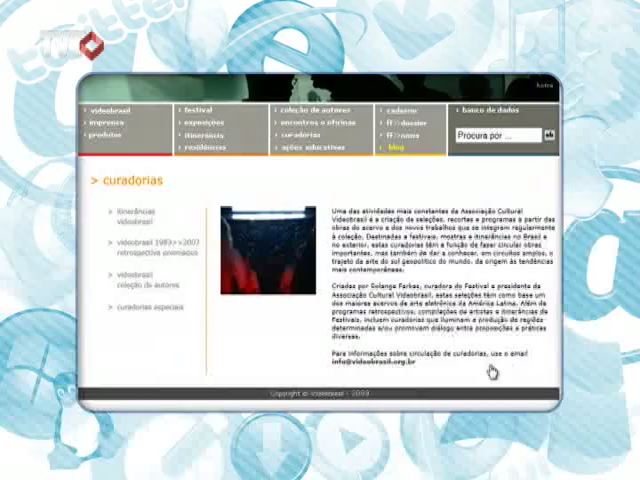 twitter
home
> videobrasil
> festival
> coleção de autores
> caderno
> banco de dados
> imprensa
> exposições
> encontros e oficinas
> ff>>dossier
> produtos
> itinerância
> curadorias
> ff>>news
Procura por ...
ok
> residências
> ações educativas
> blog
> curadorias
> itinerâncias
videobrasil
> videobrasil 1983>>2003
retrospectiva premiados
> videobrasil
coleção de autores
> curadorias especiais
Uma das atividades mais constantes da Associação Cultural
Videobrasil é a criação de seleções, recortes e programas a partir das
obras do acervo e dos novos trabalhos que se integram regularmente
à coleção. Destinadas a festivais, mostras e itinerâncias no Brasil e
no exterior, estas curadorias têm a função de fazer circular obras
importantes, mas também de dar a conhecer, em circuitos amplos, o
trajeto da arte do sul geopolítico do mundo, da origem às tendências
mais contemporâneas.
Criadas por Solange Farkas, curadora do Festival e presidente da
Associação Cultural Videobrasil, estas seleções têm como base um
dos maiores acervos de arte eletrônica da América Latina. Além de
programas retrospectivos, compilações de artistas e itinerâncias de
Festivais, incluem curadorias que iluminam a produção de regiões
determinadas e/ou promovam diálogo entre proposições e práticas
diversas.
Para informações sobre circulação de curadorias, use o email
info@videobrasil.org.br
Copyright © Videobrasil - 2009